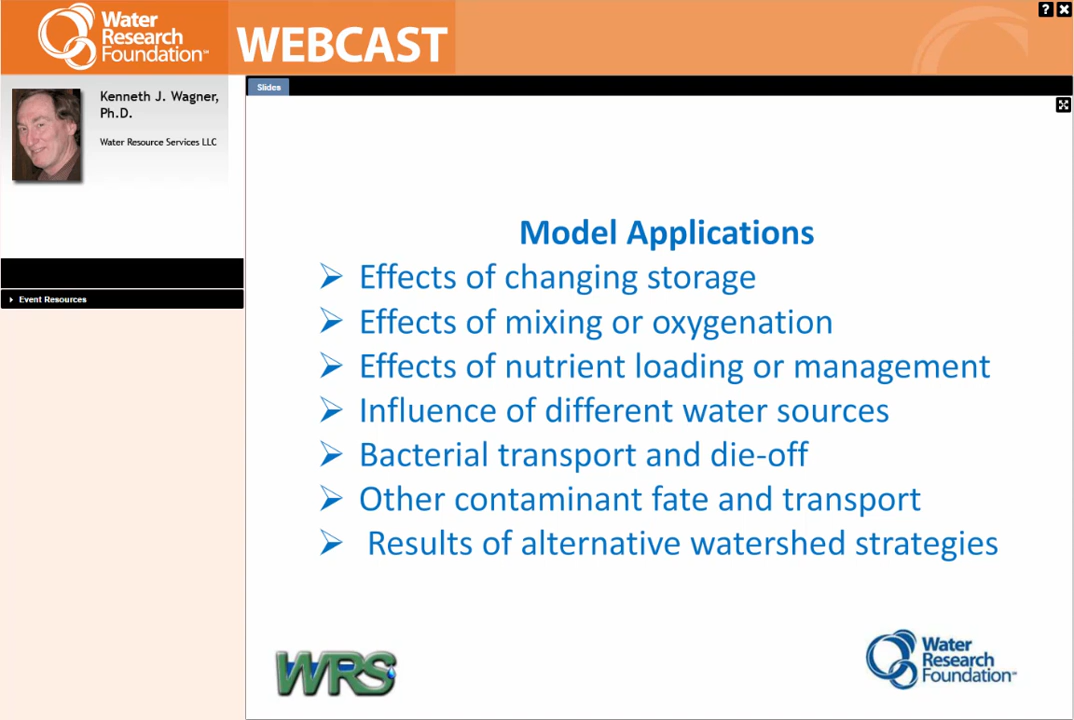 Water
Research
Foundation™
WEBCAST
?
Kenneth J. Wagner,
Ph.D.
Water Resource Services LLC
Event Resources
Slides
Model Applications
Effects of changing storage
Effects of mixing or oxygenation
Effects of nutrient loading or management
Influence of different water sources
Bacterial transport and die-off
Other contaminant fate and transport
Results of alternative watershed strategies
WRS
Water
Research
Foundation™